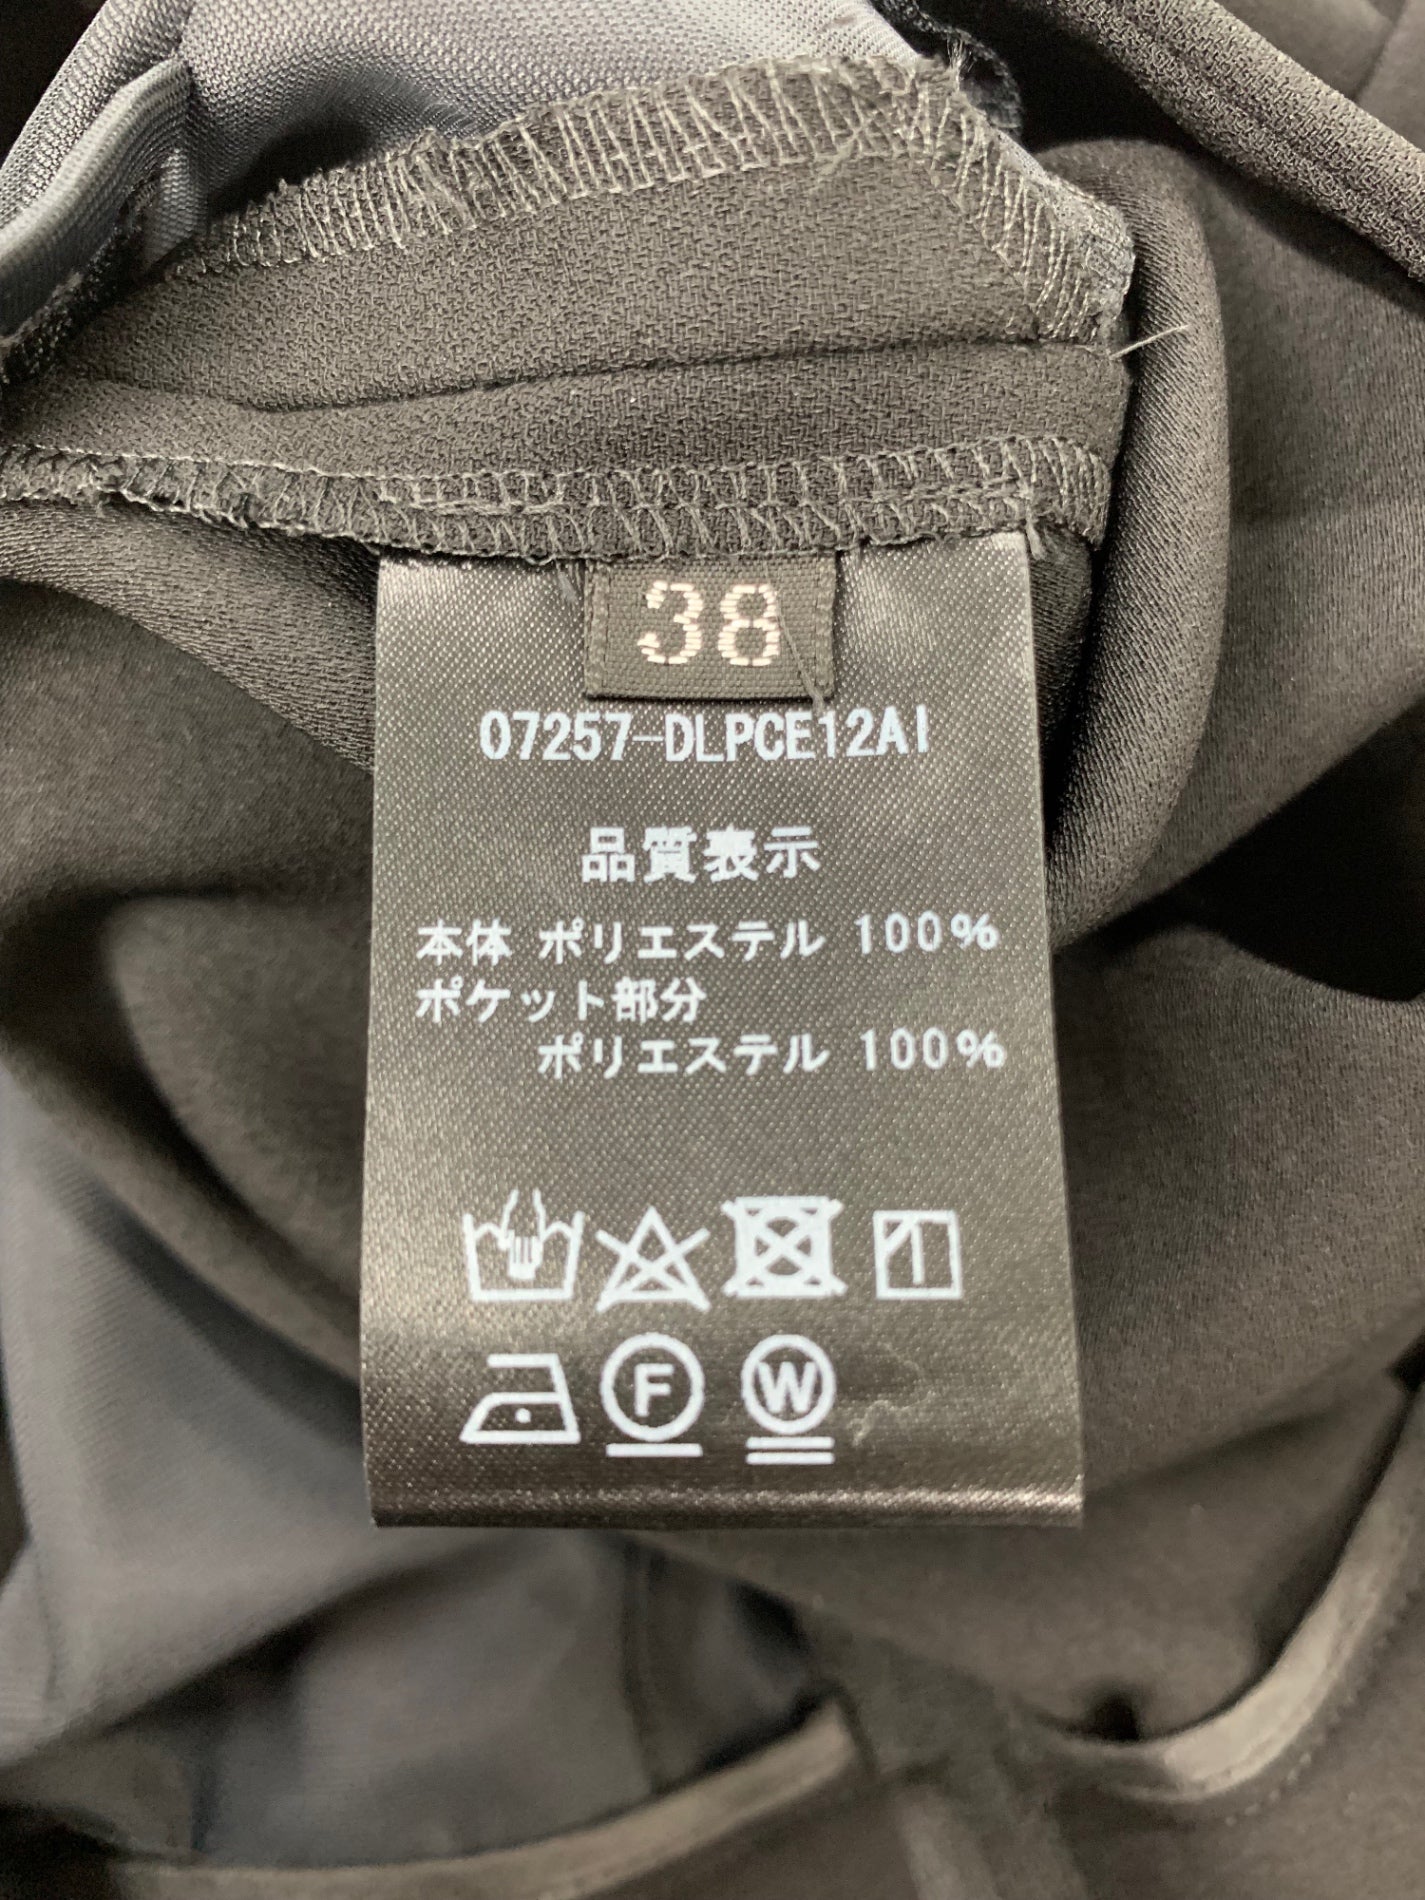 38
07257-DLPCE12AI
品質表示
本体 ポリエステル 100%
ポケット部分
ポリエステル 100%
F W